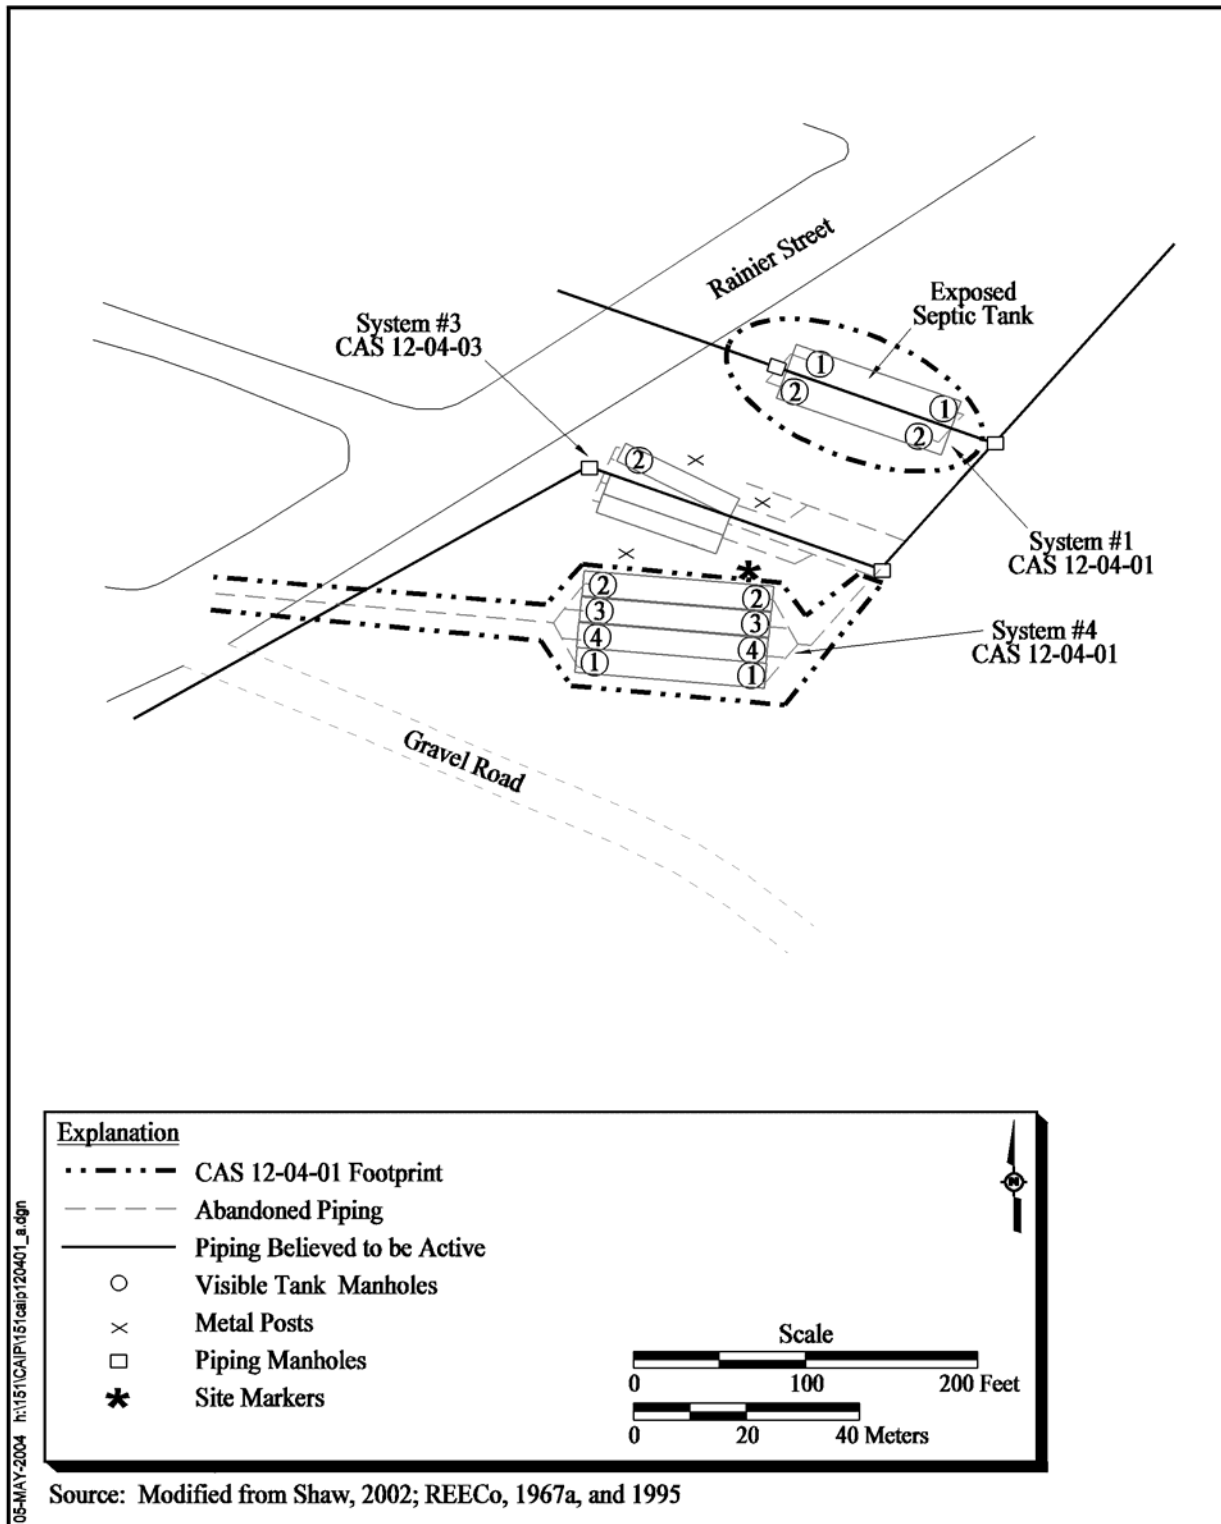 Rainier Street
Exposed
Septic Tank
System #3
CAS 12-04-03
1
2
1
2
2
System #1
CAS 12-04-01
2
2
3
3
4
4
1
1
System #4
CAS 12-04-01
Gravel Road
Explanation
CAS 12-04-01 Footprint
Abandoned Piping
Piping Believed to be Active
Visible Tank Manholes
Metal Posts
Piping Manholes
Site Markers
N
Scale
0 100 200 Feet
0 20 40 Meters
05-MAY-2004 h:\151\CAIP\151caip120401_a.dgn
Source: Modified from Shaw, 2002; REECo, 1967a, and 1995